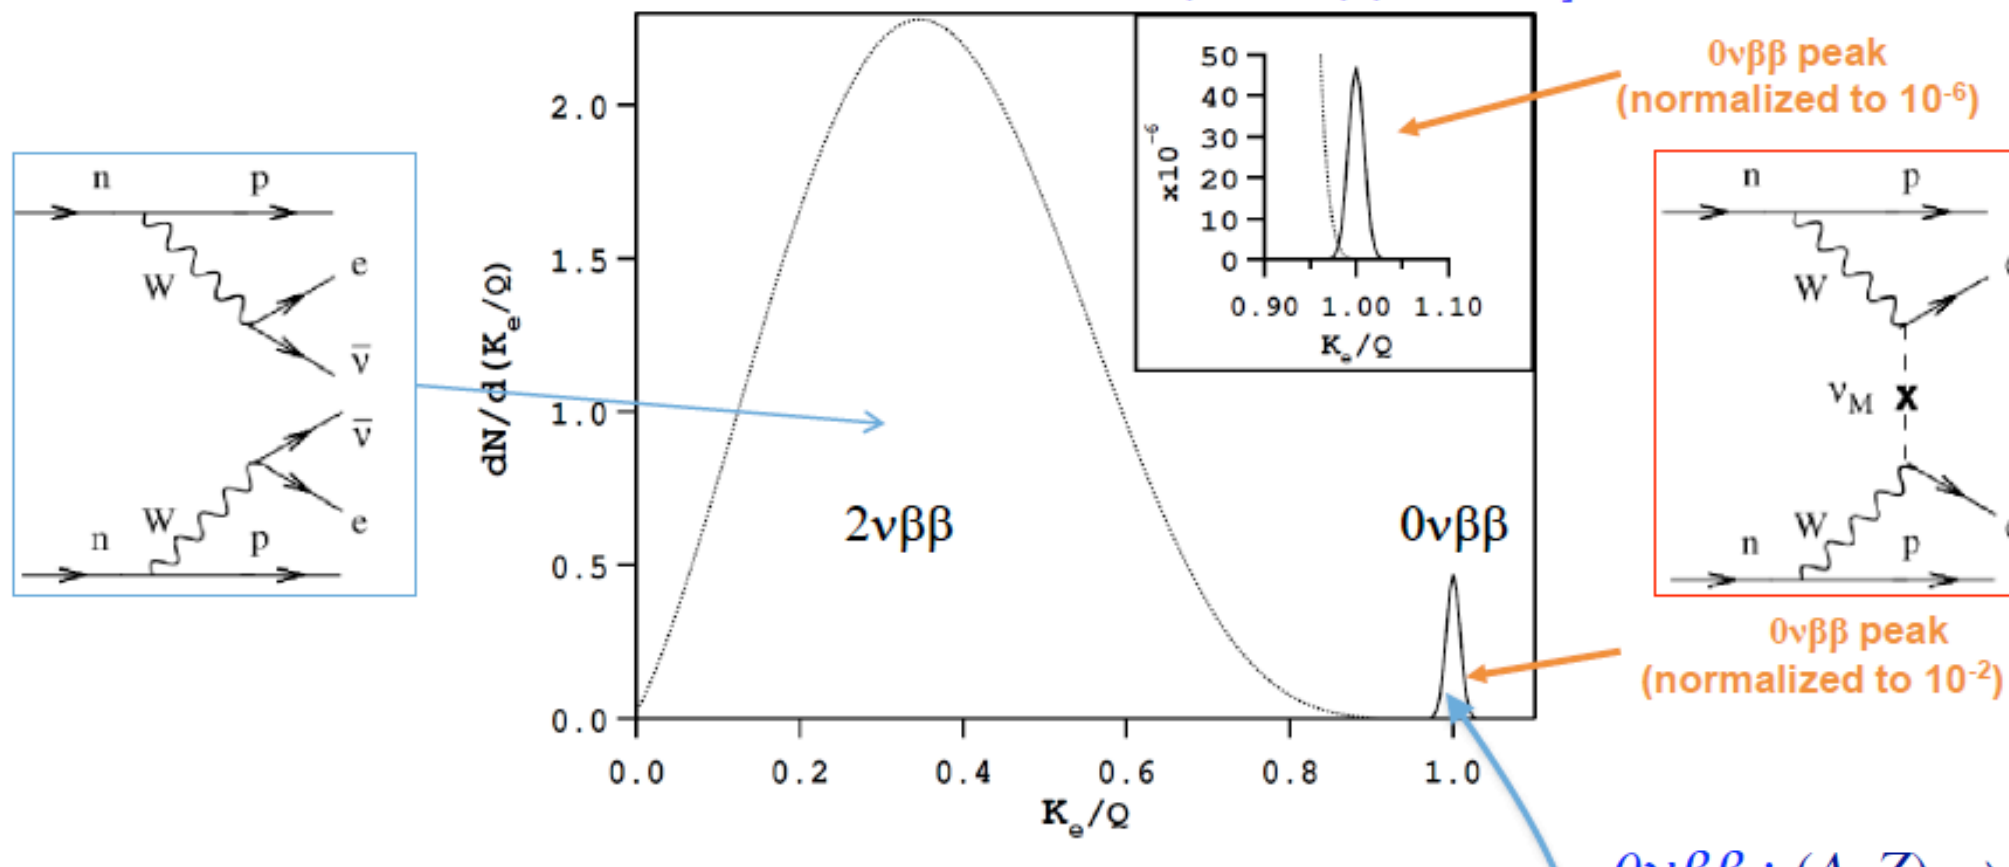 n p
W
e
ν̄
ν̄
W
e
n p
dN/d(Ke/Q)
2.0
1.5
1.0
0.5
0.0
0.0 0.2 0.4 0.6 0.8 1.0
Ke/Q
2νββ
0νββ
x10⁻⁶
50
40
30
20
10
0
0.90 1.00 1.10
Ke/Q
0νββ peak
(normalized to 10⁻⁶)
n p
W
νM x
W
n p
0νββ peak
(normalized to 10⁻²)